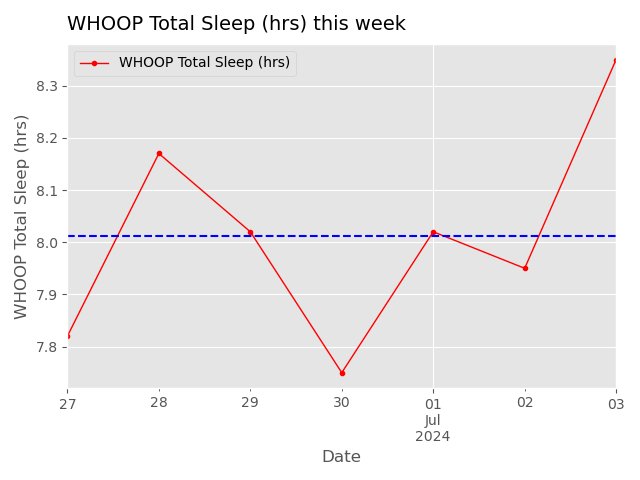 WHOOP Total Sleep (hrs) this week
WHOOP Total Sleep (hrs)
WHOOP Total Sleep (hrs)
8.3
8.2
8.1
8.0
7.9
7.8
27 28 29 30 01 02 03
Jul
2024
Date